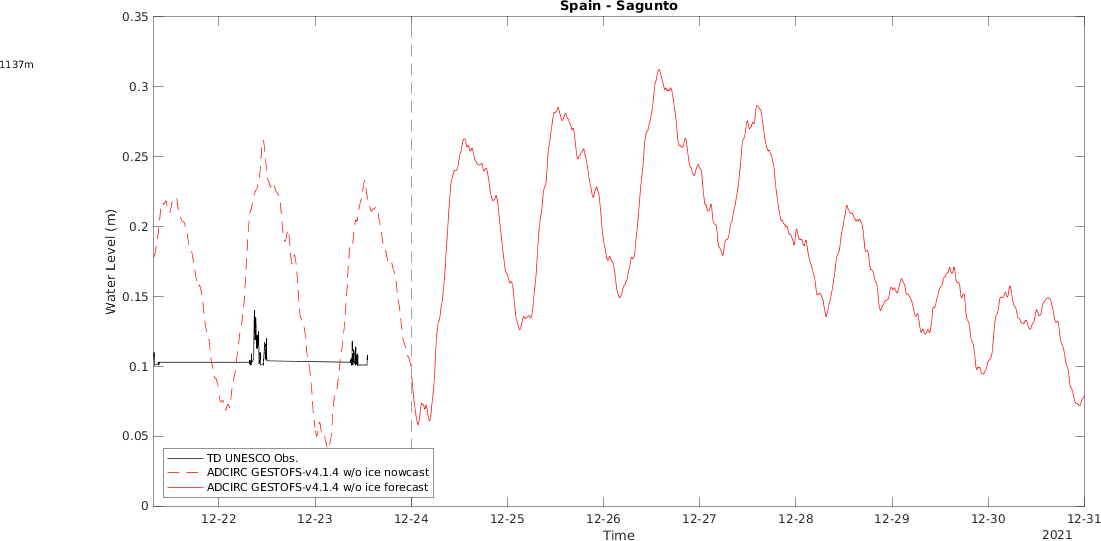 Spain - Sagunto
1137m
0.35
0.3
0.25
0.2
0.15
0.1
0.05
0
Water Level (m)
TD UNESCO Obs.
ADCIRC GESTOFS-v4.1.4 w/o ice nowcast
ADCIRC GESTOFS-v4.1.4 w/o ice forecast
12-22 12-23 12-24 12-25 12-26 12-27 12-28 12-29 12-30 12-31
Time
2021